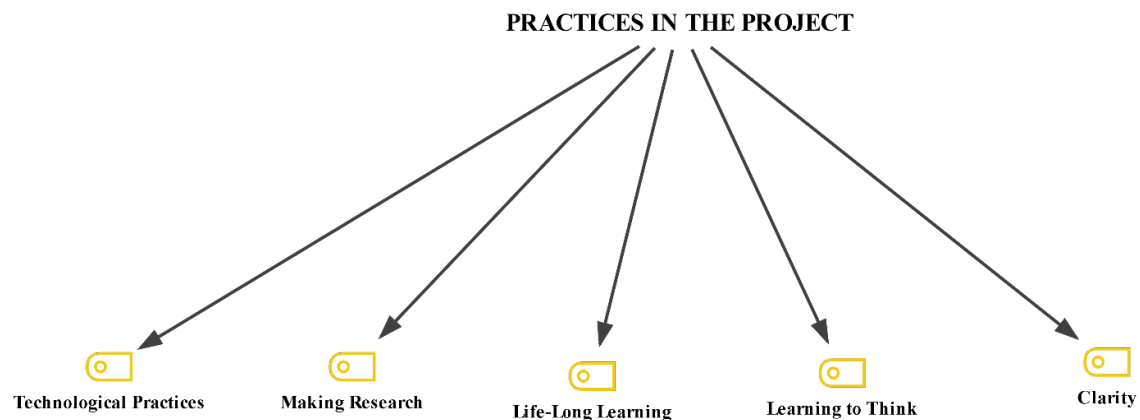 PRACTICES IN THE PROJECT
Technological Practices
Making Research
Life-Long Learning
Learning to Think
Clarity